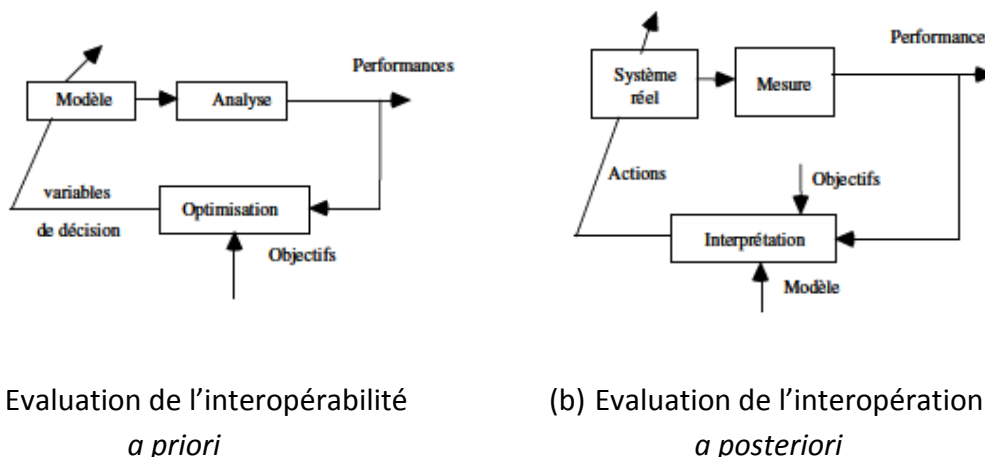 Performances
Modèle
Analyse
variables
de décision
Optimisation
Objectifs
Performance
Système
réel
Mesure
Actions
Objectifs
Interprétation
Modèle
Evaluation de l’interopérabilité
a priori
(b) Evaluation de l’interopération
a posteriori